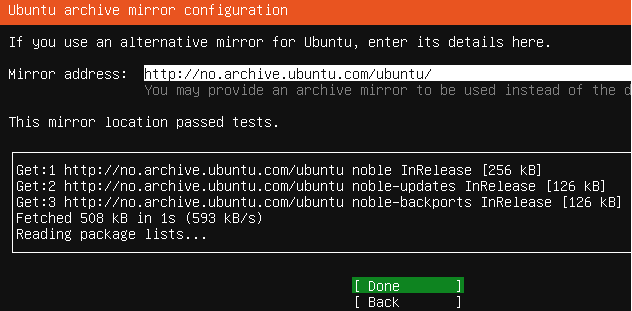 Ubuntu archive mirror configuration
If you use an alternative mirror for Ubuntu, enter its details here.
Mirror address: http://no.archive.ubuntu.com/ubuntu/
You may provide an archive mirror to be used instead of the d
This mirror location passed tests.
Get:1 http://no.archive.ubuntu.com/ubuntu noble InRelease [256 kB]
Get:2 http://no.archive.ubuntu.com/ubuntu noble-updates InRelease [126 kB]
Get:3 http://no.archive.ubuntu.com/ubuntu noble-backports InRelease [126 kB]
Fetched 508 kB in 1s (593 kB/s)
Reading package lists...
[ Done ]
[ Back ]